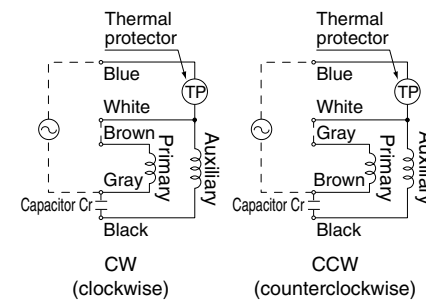 Thermal
protector
Blue
TP
White
Brown
Primary
Auxiliary
Gray
Capacitor Cr
Black
CW
(clockwise)
Thermal
protector
Blue
TP
White
Gray
Primary
Auxiliary
Brown
Capacitor Cr
Black
CCW
(counterclockwise)